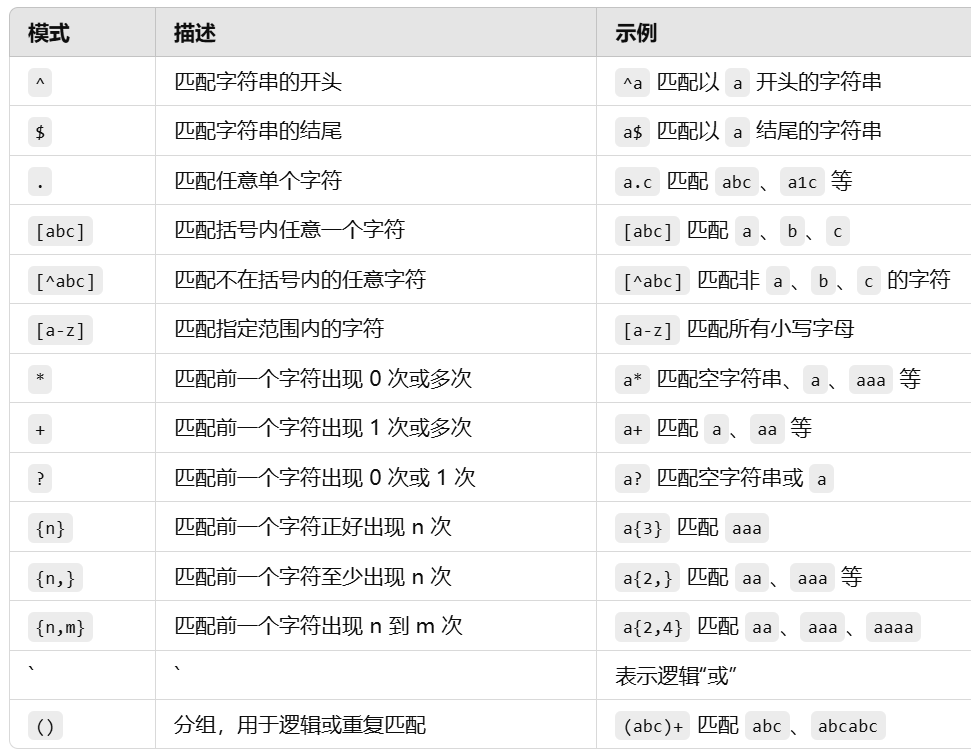 模式 描述 示例
^ 匹配字符串的开头 ^a 匹配以 a 开头的字符串
$ 匹配字符串的结尾 a$ 匹配以 a 结尾的字符串
. 匹配任意单个字符 a.c 匹配 abc、a1c 等
[abc] 匹配括号内任意一个字符 [abc] 匹配 a、b、c
[^abc] 匹配不在括号内的任意字符 [^abc] 匹配非 a、b、c 的字符
[a-z] 匹配指定范围内的字符 [a-z] 匹配所有小写字母
* 匹配前一个字符出现 0 次或多次 a* 匹配空字符串、a、aaa 等
+ 匹配前一个字符出现 1 次或多次 a+ 匹配 a、aa 等
? 匹配前一个字符出现 0 次或 1 次 a? 匹配空字符串或 a
{n} 匹配前一个字符正好出现 n 次 a{3} 匹配 aaa
{n,} 匹配前一个字符至少出现 n 次 a{2,} 匹配 aa、aaa 等
{n,m} 匹配前一个字符出现 n 到 m 次 a{2,4} 匹配 aa、aaa、aaaa
` ` 表示逻辑“或”
() 分组，用于逻辑或重复匹配 (abc)+ 匹配 abc、abcabc